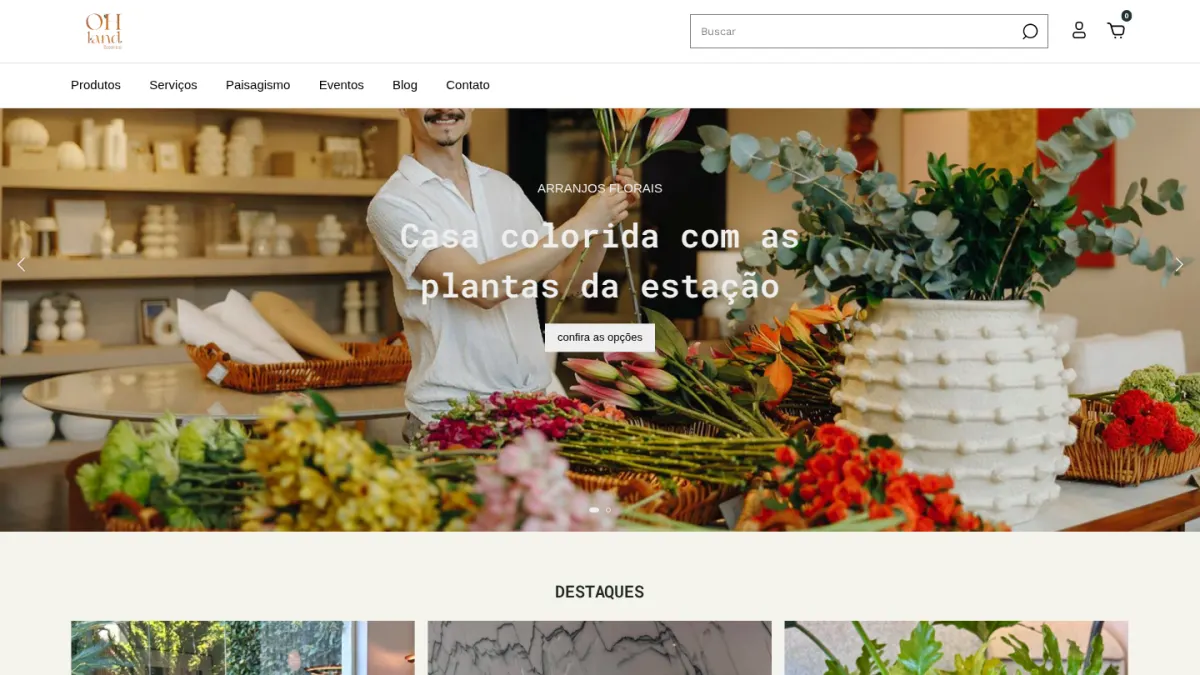 OH
kand
Buscar
0
Produtos
Serviços
Paisagismo
Eventos
Blog
Contato
ARRANJOS FLORAIS
Casa colorida com as
plantas da estação
confira as opções
DESTAQUES